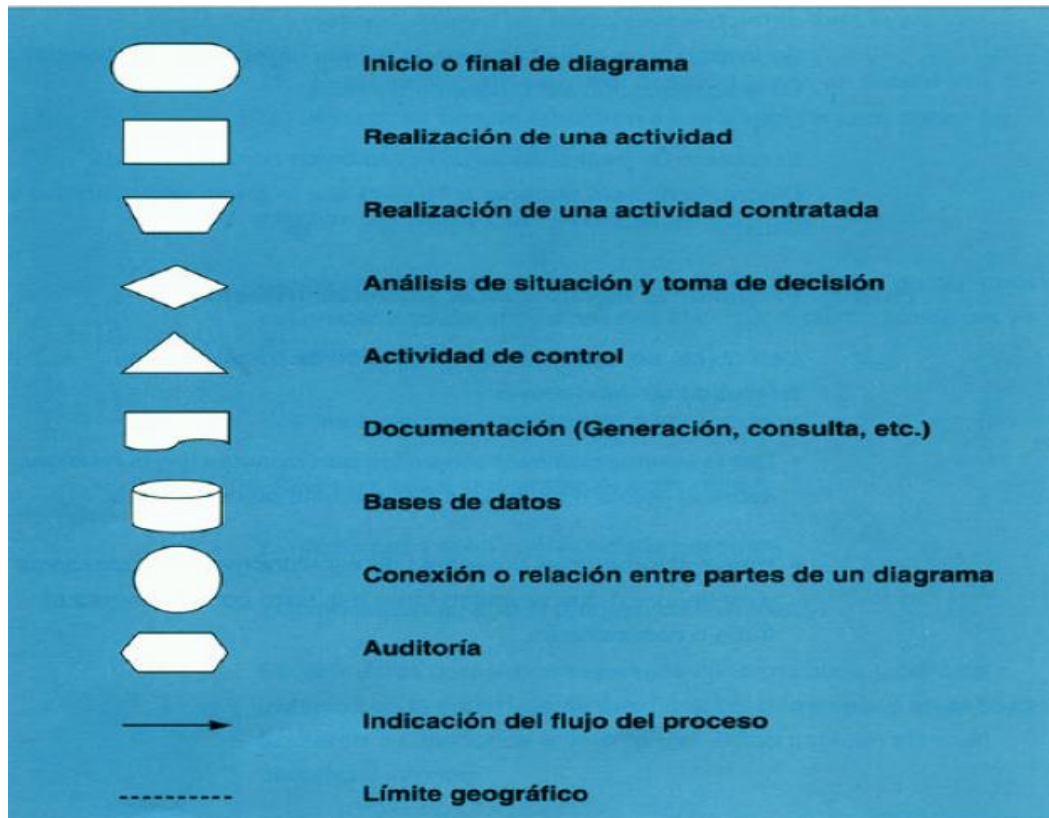 Inicio o final de diagrama
Realización de una actividad
Realización de una actividad contratada
Análisis de situación y toma de decisión
Actividad de control
Documentación (Generación, consulta, etc.)
Bases de datos
Conexión o relación entre partes de un diagrama
Auditoría
Indicación del flujo del proceso
Límite geográfico